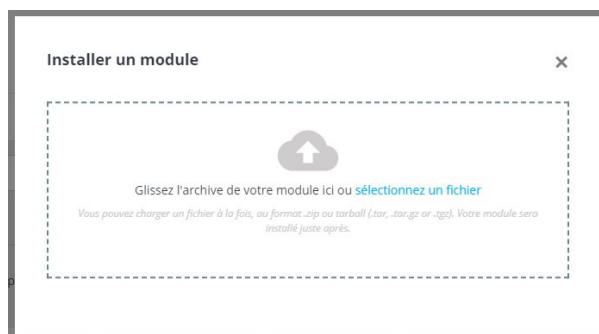 Installer un module
Glissez l'archive de votre module ici ou sélectionnez un fichier
Vous pouvez charger un fichier à la fois, au format .zip ou tarball (.tar, .tar.gz or .tgz). Votre module sera
installé juste après.
p